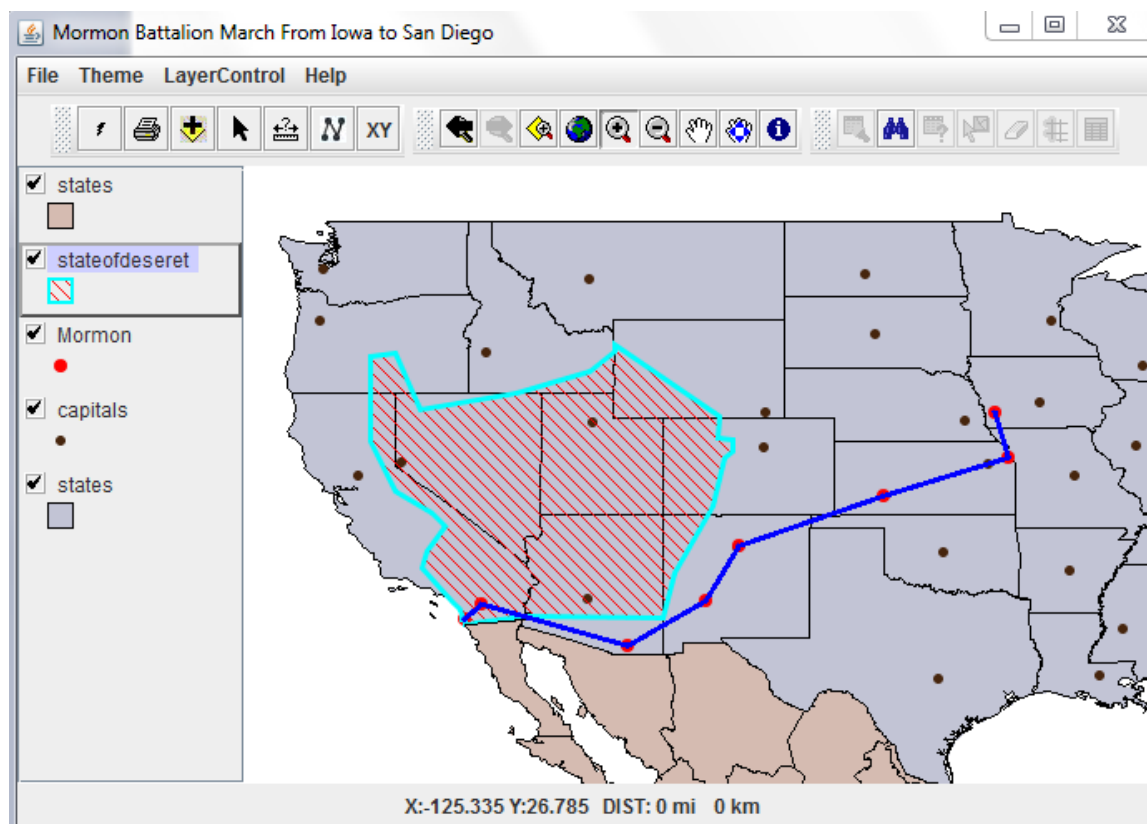 Mormon Battalion March From Iowa to San Diego
File Theme LayerControl Help
XY
states
stateofdeseret
Mormon
capitals
states
X:-125.335 Y:26.785 DIST: 0 mi 0 km